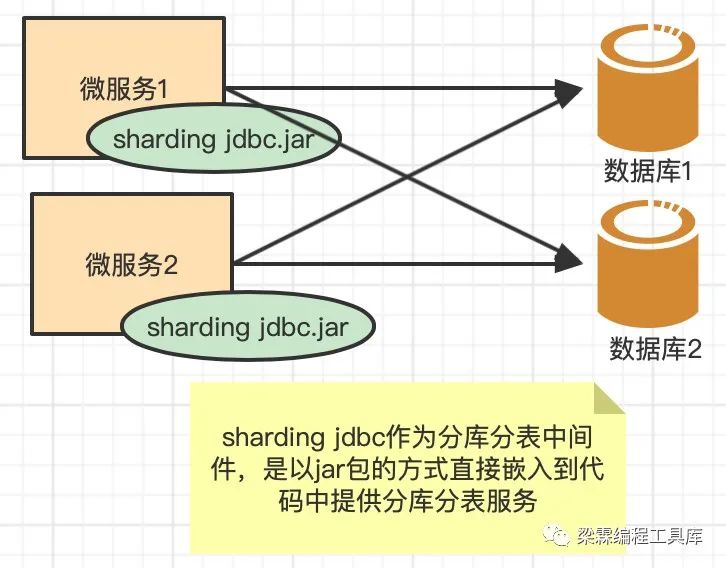 微服务1
sharding jdbc.jar
数据库1
微服务2
sharding jdbc.jar
数据库2
sharding jdbc作为分库分表中间
件，是以jar包的方式直接嵌入到代
码中提供分库分表服务
梁霖编程工具库